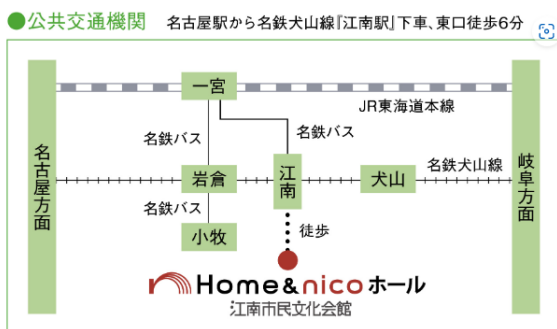 ●公共交通機関 名古屋駅から名鉄犬山線『江南駅』下車、東口徒歩6分
一宮
JR東海道本線
名鉄バス
名鉄バス
名古屋方面
岩倉
江南
犬山
名鉄犬山線
岐阜方面
名鉄バス
小牧
徒歩
Home&nicoホール
江南市民文化会館